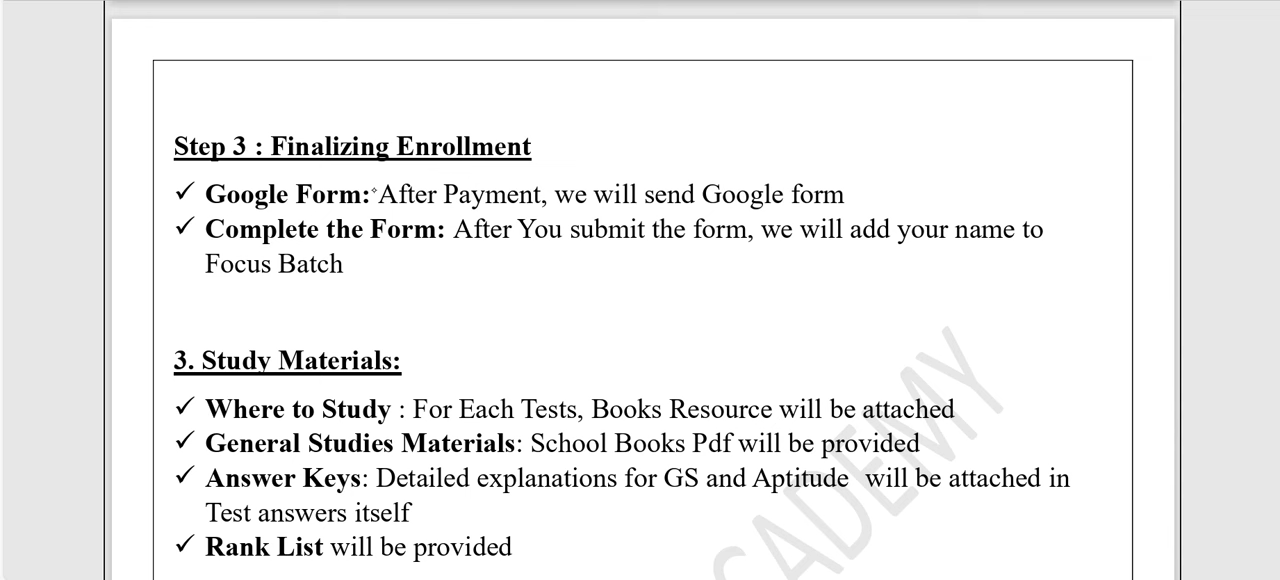 Step 3 : Finalizing Enrollment
✓ Google Form: After Payment, we will send Google form
✓ Complete the Form: After You submit the form, we will add your name to
Focus Batch
3. Study Materials:
✓ Where to Study : For Each Tests, Books Resource will be attached
✓ General Studies Materials: School Books Pdf will be provided
✓ Answer Keys: Detailed explanations for GS and Aptitude will be attached in
Test answers itself
✓ Rank List will be provided
CADEMY